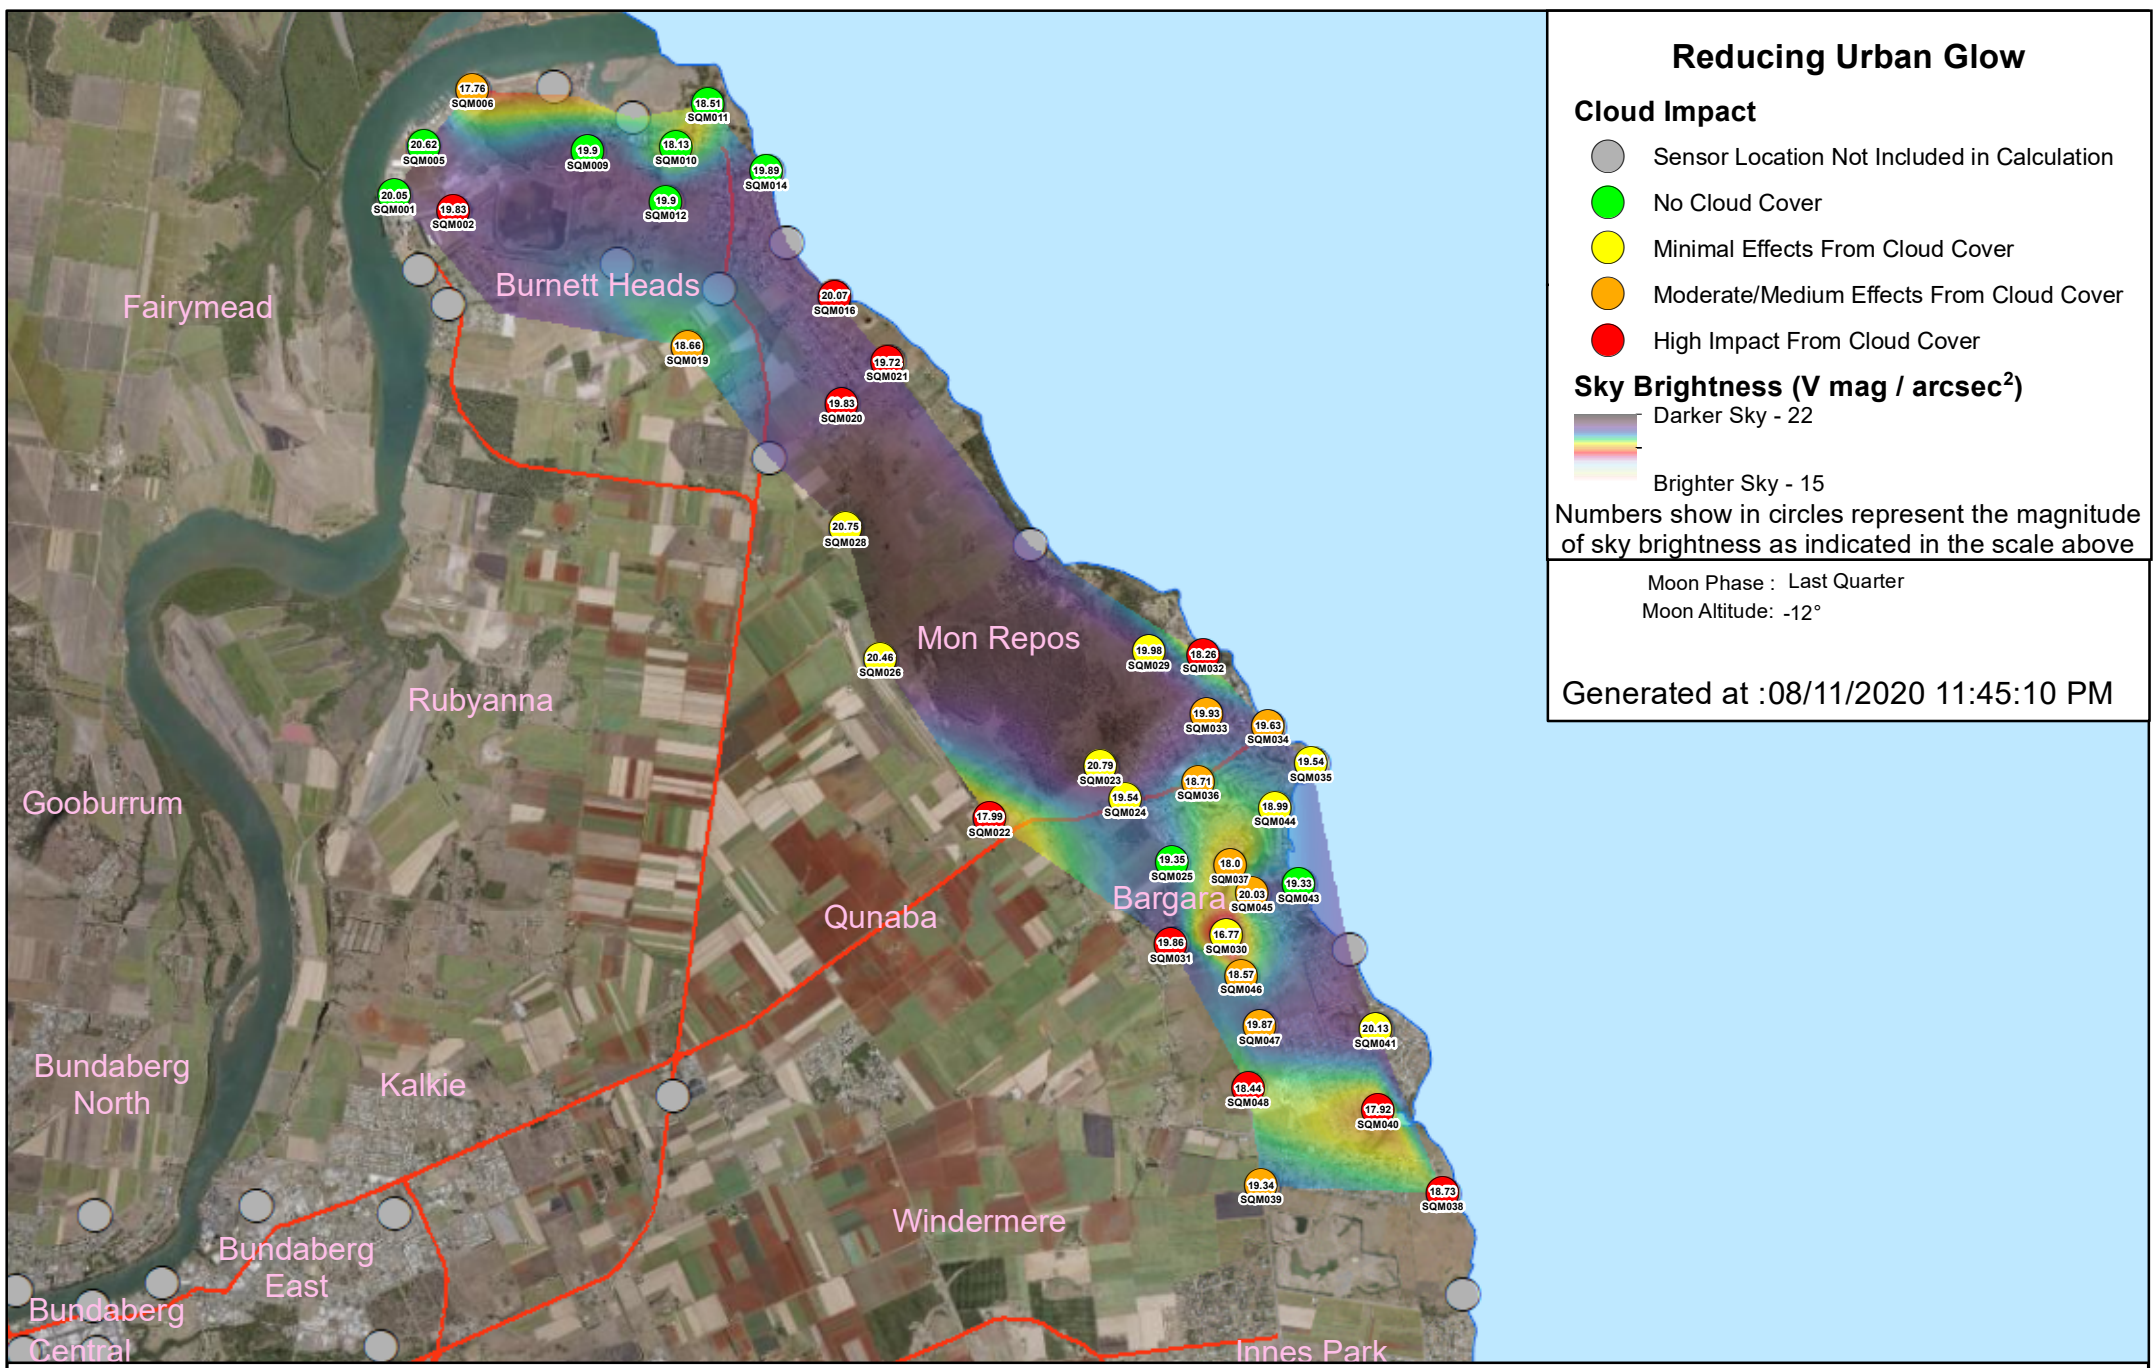 Reducing Urban Glow
Cloud Impact
Sensor Location Not Included in Calculation
No Cloud Cover
Minimal Effects From Cloud Cover
Moderate/Medium Effects From Cloud Cover
High Impact From Cloud Cover
Sky Brightness (V mag / arcsec²)
Darker Sky - 22
Brighter Sky - 15
Numbers show in circles represent the magnitude
of sky brightness as indicated in the scale above
Moon Phase : Last Quarter
Moon Altitude: -12°
Generated at :08/11/2020 11:45:10 PM
17.76
SQM006
18.51
SQM011
20.62
SQM005
19.9
SQM009
18.13
SQM010
19.89
SQM014
20.05
SQM001
19.83
SQM002
19.9
SQM012
Burnett Heads
Fairymead
20.07
SQM016
18.66
SQM019
19.72
SQM021
19.83
SQM020
20.75
SQM028
Mon Repos
20.46
SQM026
19.98
SQM029
18.26
SQM032
Rubyanna
19.93
SQM033
19.63
SQM034
20.79
SQM023
19.54
SQM024
18.71
SQM036
19.54
SQM035
Gooburrum
17.99
SQM022
18.99
SQM044
19.35
SQM025
18.0
SQM037
19.33
SQM043
Bargara
20.03
SQM045
Qunaba
19.86
SQM031
16.77
SQM030
18.57
SQM046
19.87
SQM047
20.13
SQM041
Bundaberg
North
Kalkie
18.44
SQM048
17.92
SQM040
19.34
SQM039
18.73
SQM038
Windermere
Bundaberg
East
Bundaberg
Central
Innes Park